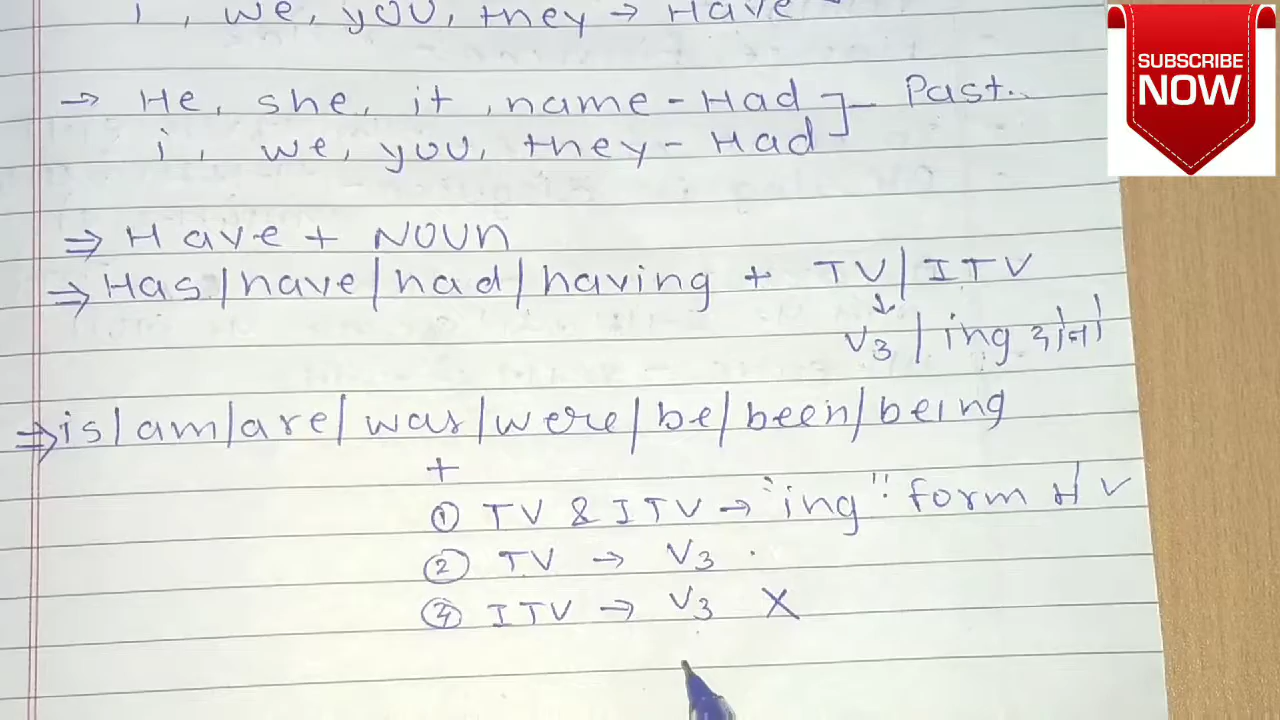 i, we, you, they → Have
→ He, she, it, name - Had ]- Past..
i, we, you, they - Had
⇒ Have + NOUN
⇒ Has/have/had/having + TV/ITV
↓
V3/ing
⇒ is/am/are/was/were/be/been/being
+
① TV & ITV → "ing" form में V
② TV → V3 .
③ ITV → V3 X
SUBSCRIBE
NOW